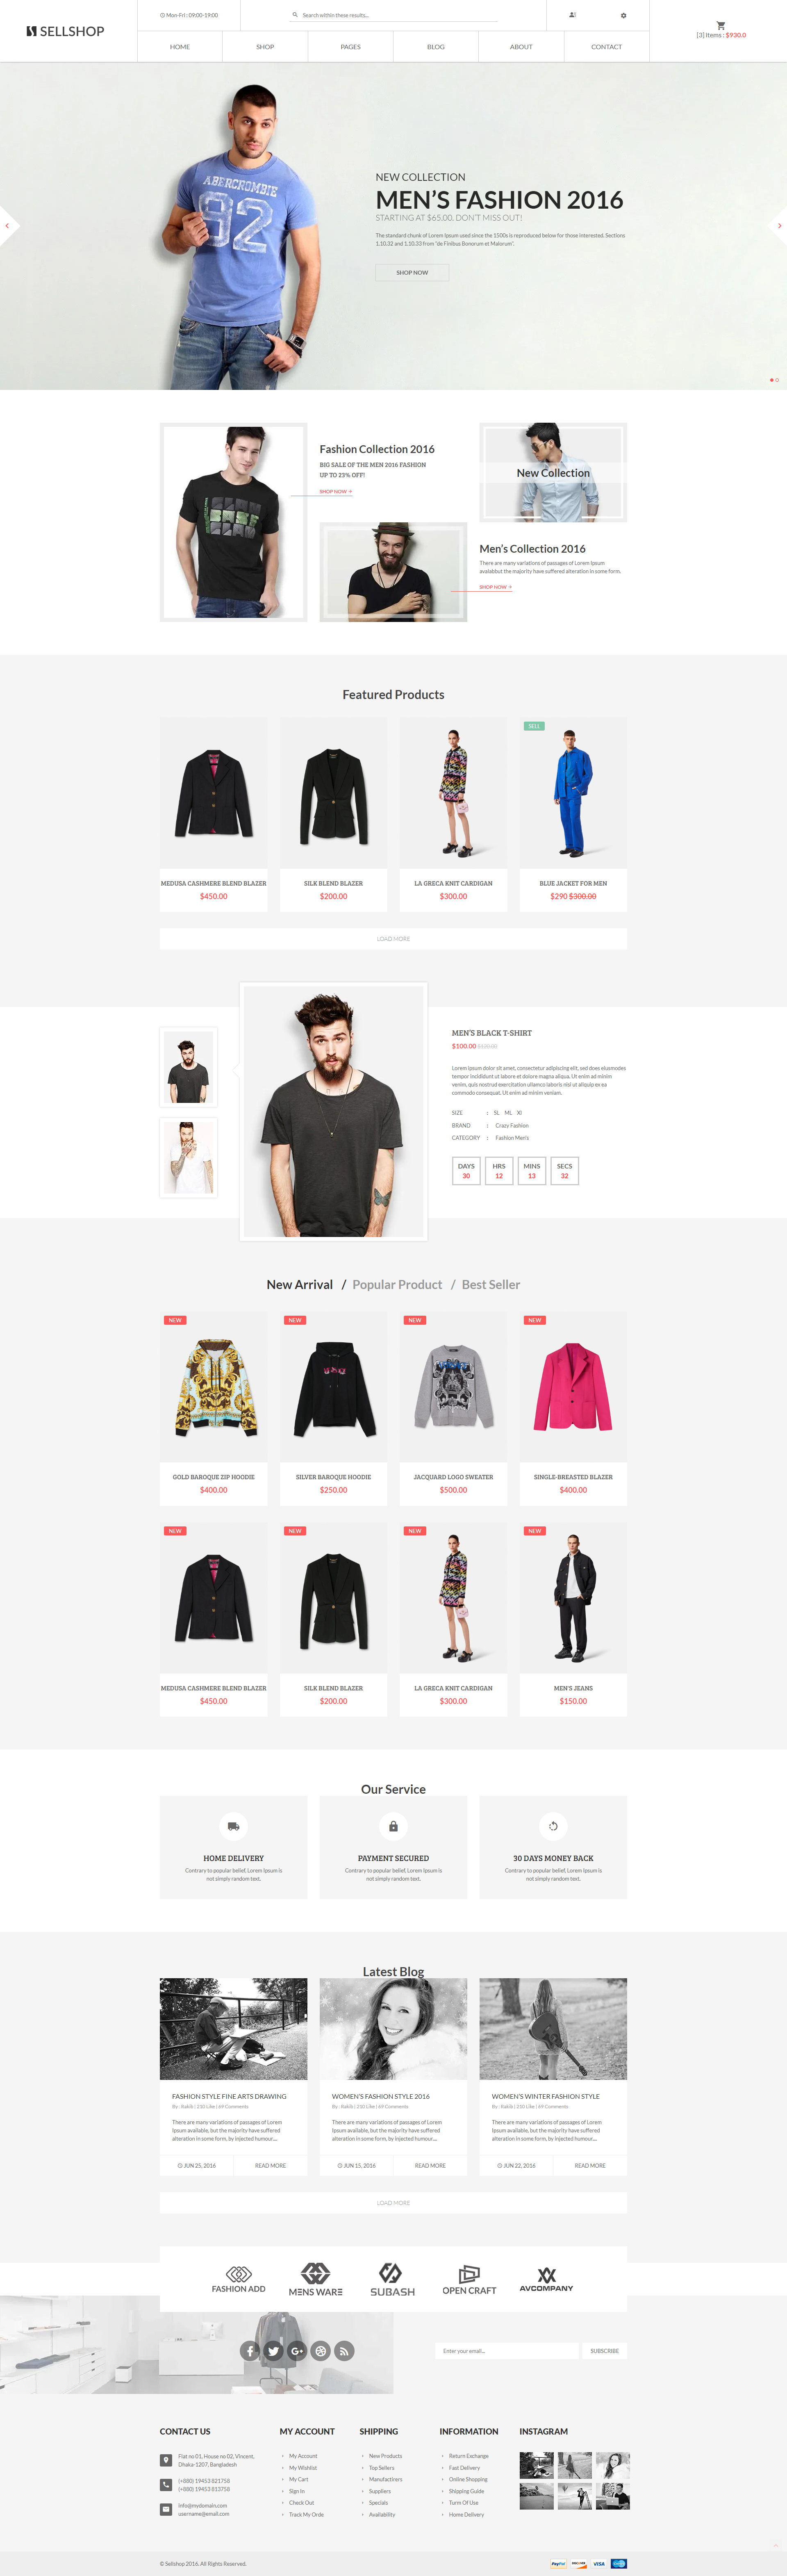 SELLSHOP
Mon-Fri : 09:00-19:00
Search within these results...
HOME
SHOP
PAGES
BLOG
ABOUT
CONTACT
[3] Items : $930.0
ABERCROMBIE
92
NEW COLLECTION
MEN'S FASHION 2016
STARTING AT $65.00, DON'T MISS OUT!
The standard chunk of Lorem Ipsum used since the 1500s is reproduced below for those interested. Sections
1.10.32 and 1.10.33 from "de Finibus Bonorum et Malorum".
SHOP NOW
Fashion Collection 2016
BIG SALE OF THE MEN 2016 FASHION
UP TO 23% OFF!
SHOP NOW
New Collection
Men's Collection 2016
There are many variations of passages of Lorem Ipsum
avalabbut the majority have suffered alteration in some form.
SHOP NOW
Featured Products
SELL
MEDUSA CASHMERE BLEND BLAZER
$450.00
SILK BLEND BLAZER
$200.00
LA GRECA KNIT CARDIGAN
$300.00
BLUE JACKET FOR MEN
$290 $300.00
LOAD MORE
MEN'S BLACK T-SHIRT
$100.00 $120.00
Lorem ipsum dolor sit amet, consectetur adipiscing elit, sed does eiusmodes
tempor incididunt ut labore et dolore magna aliqua. Ut enim ad minim
venim, quis nostrud exercitation ullamco laboris nisi ut aliquip ex ea
commodo consequat. Ut enim ad minim veniam.
SIZE : SL ML Xl
BRAND : Crazy Fashion
CATEGORY : Fashion Men's
DAYS 30
HRS 12
MINS 13
SECS 32
New Arrival / Popular Product / Best Seller
NEW
NEW
NEW
NEW
GOLD BAROQUE ZIP HOODIE
$400.00
SILVER BAROQUE HOODIE
$250.00
JACQUARD LOGO SWEATER
$500.00
SINGLE-BREASTED BLAZER
$400.00
NEW
NEW
NEW
NEW
MEDUSA CASHMERE BLEND BLAZER
$450.00
SILK BLEND BLAZER
$200.00
LA GRECA KNIT CARDIGAN
$300.00
MEN'S JEANS
$150.00
Our Service
HOME DELIVERY
Contrary to popular belief, Lorem Ipsum is
not simply random text.
PAYMENT SECURED
Contrary to popular belief, Lorem Ipsum is
not simply random text.
30 DAYS MONEY BACK
Contrary to popular belief, Lorem Ipsum is
not simply random text.
Latest Blog
FASHION STYLE FINE ARTS DRAWING
By : Rakib | 210 Like | 69 Comments
There are many variations of passages of Lorem
Ipsum available, but the majority have suffered
alteration in some form, by injected humour....
JUN 25, 2016
READ MORE
WOMEN'S FASHION STYLE 2016
By : Rakib | 210 Like | 69 Comments
There are many variations of passages of Lorem
Ipsum available, but the majority have suffered
alteration in some form, by injected humour....
JUN 15, 2016
READ MORE
WOMEN'S WINTER FASHION STYLE
By : Rakib | 210 Like | 69 Comments
There are many variations of passages of Lorem
Ipsum available, but the majority have suffered
alteration in some form, by injected humour....
JUN 22, 2016
READ MORE
LOAD MORE
FASHION ADD
MENS WARE
SUBASH
OPEN CRAFT
AVCOMPANY
Enter your email...
SUBSCRIBE
CONTACT US
Flat no 01, House no 02, Vincent,
Dhaka-1207, Bangladesh
(+880) 19453 821758
(+880) 19453 813758
info@mydomain.com
username@email.com
MY ACCOUNT
My Account
My Wishlist
My Cart
Sign In
Check Out
Track My Orde
SHIPPING
New Products
Top Sellers
Manufactirers
Suppliers
Specials
Availability
INFORMATION
Return Exchange
Fast Delivery
Online Shopping
Shipping Guide
Turm Of Use
Home Delivery
INSTAGRAM
© Sellshop 2016. All Rights Reserved.
PayPal
DISCOVER
VISA